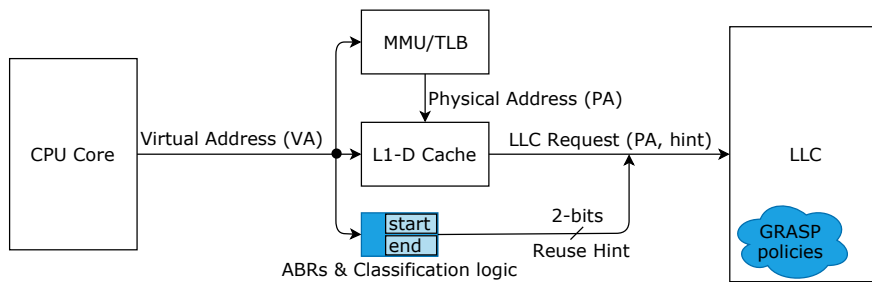 MMU/TLB
Physical Address (PA)
CPU Core
Virtual Address (VA)
L1-D Cache
LLC Request (PA, hint)
LLC
start
end
2-bits
Reuse Hint
ABRs & Classification logic
GRASP
policies